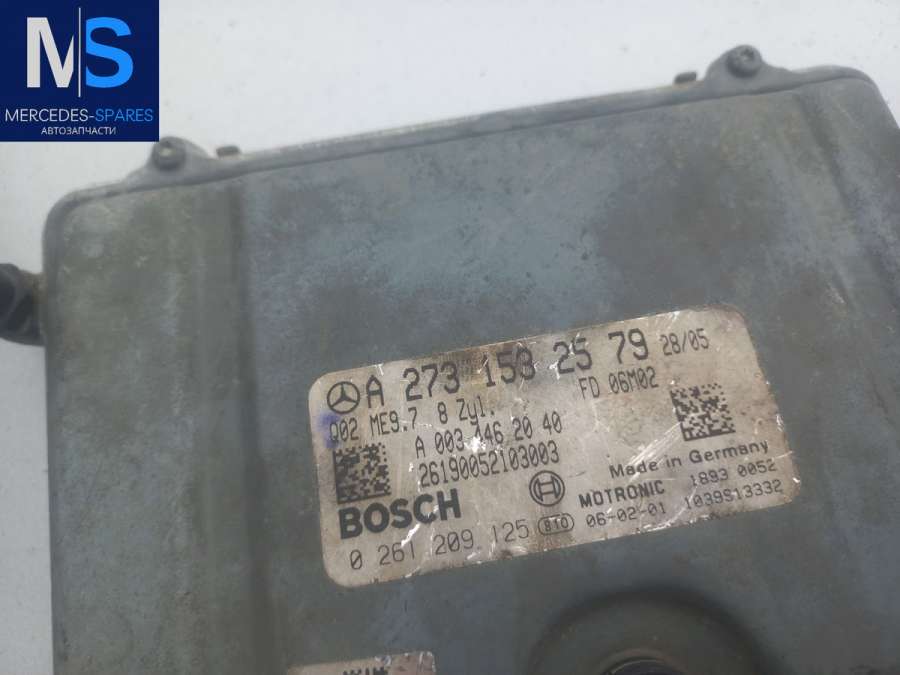 MS
MERCEDES-SPARES
АВТОЗАПЧАСТИ
A 273 153 25 79 28/05
Q02 ME9.7 8 Zyl. FD 06M02
A 003 446 20 40
26190052103003
Made in Germany
BOSCH MOTRONIC 1893 0052
0 261 209 125 810 06-02-01 1039S13332